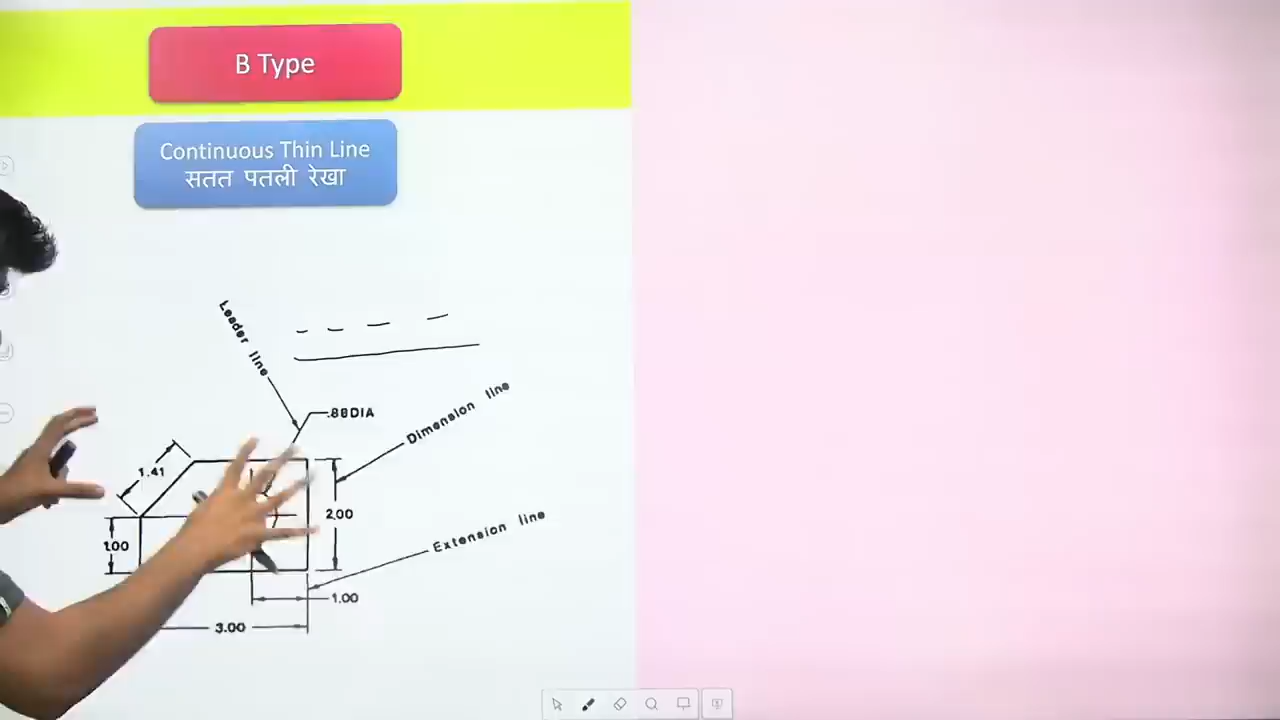 B Type
Continuous Thin Line
सतत पतली रेखा
Leader line
.88DIA
Dimension line
1.41
2.00
Extension line
1.00
1.00
3.00